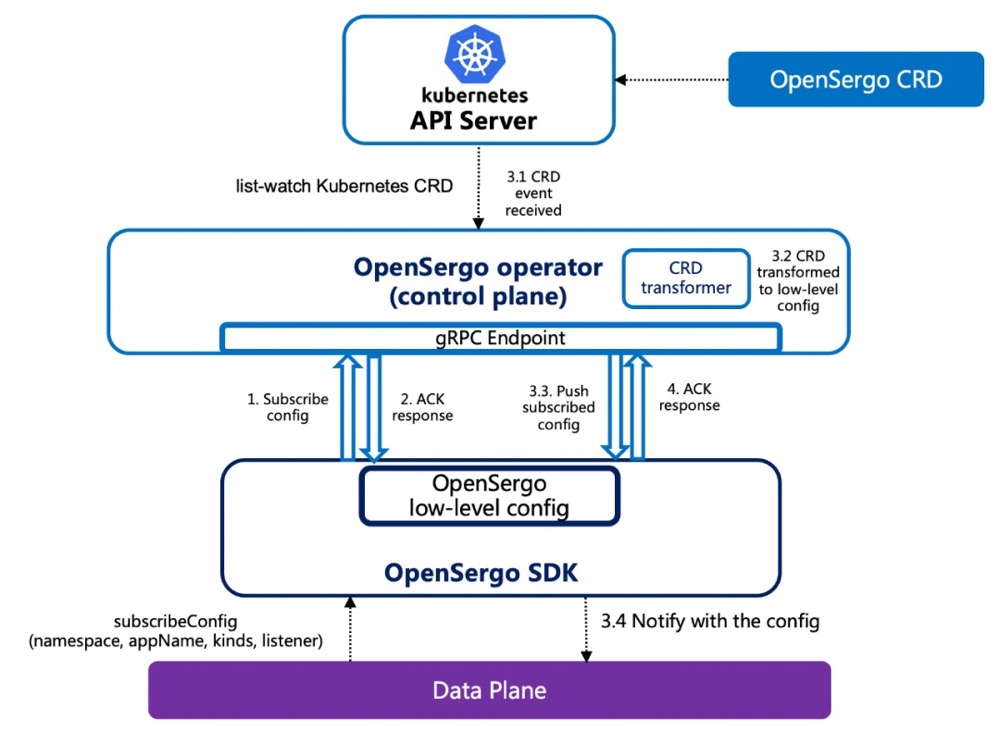 kubernetes
API Server
OpenSergo CRD
list-watch Kubernetes CRD
3.1 CRD
event
received
OpenSergo operator
(control plane)
CRD
transformer
3.2 CRD
transformed
to low-level
config
gRPC Endpoint
1. Subscribe
config
2. ACK
response
3.3. Push
subscribed
config
4. ACK
response
OpenSergo
low-level config
OpenSergo SDK
subscribeConfig
(namespace, appName, kinds, listener)
3.4 Notify with the config
Data Plane